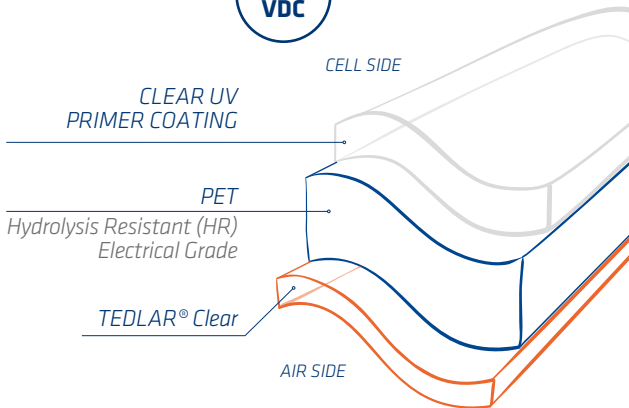 VDC
CELL SIDE
CLEAR UV
PRIMER COATING
PET
Hydrolysis Resistant (HR)
Electrical Grade
TEDLAR® Clear
AIR SIDE